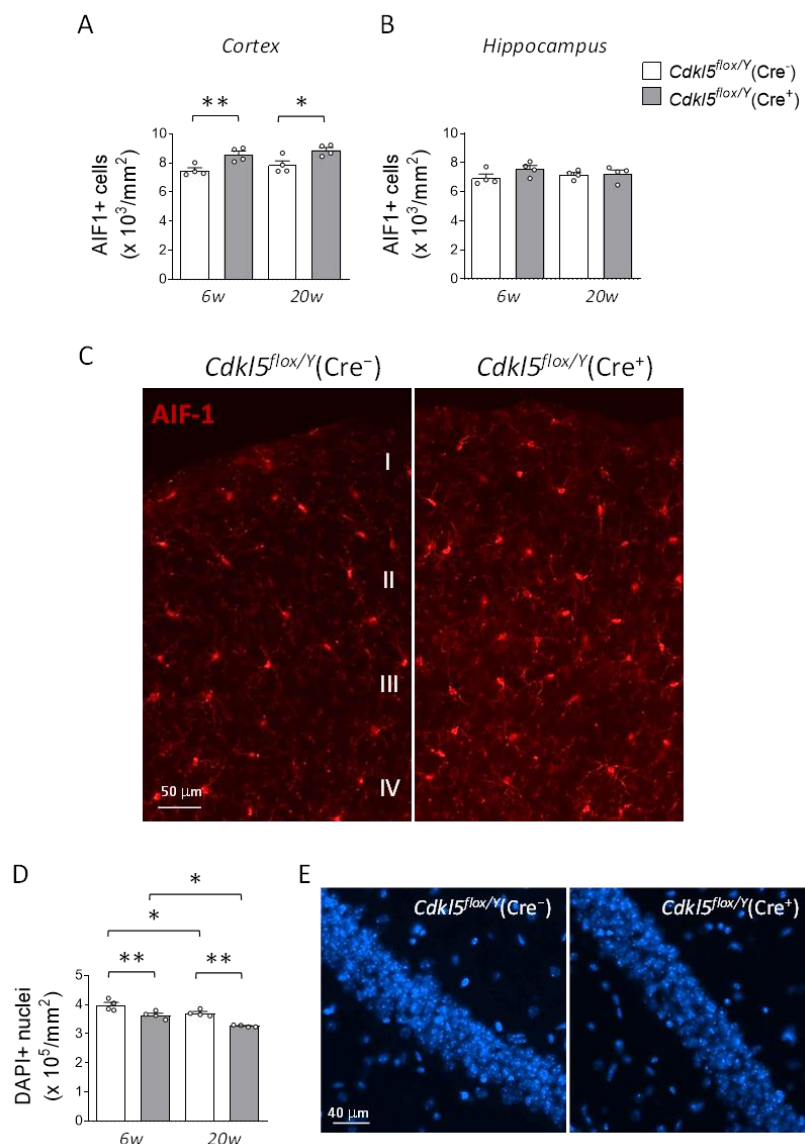 A
B
Cortex
Hippocampus
Cdkl5flox/Y(Cre-)
Cdkl5flox/Y(Cre+)
**
*
10
8
6
4
2
0
AIF1+ cells
(x 10³/mm²)
6w
20w
10
8
6
4
2
0
AIF1+ cells
(x 10³/mm²)
6w
20w
C
Cdkl5flox/Y(Cre−)
Cdkl5flox/Y(Cre+)
AIF-1
I
II
III
IV
50 µm
D
E
*
*
**
**
5
4
3
2
1
0
DAPI+ nuclei
(x 10⁵/mm²)
6w
20w
Cdkl5flox/Y(Cre−)
Cdkl5flox/Y(Cre+)
40 µm